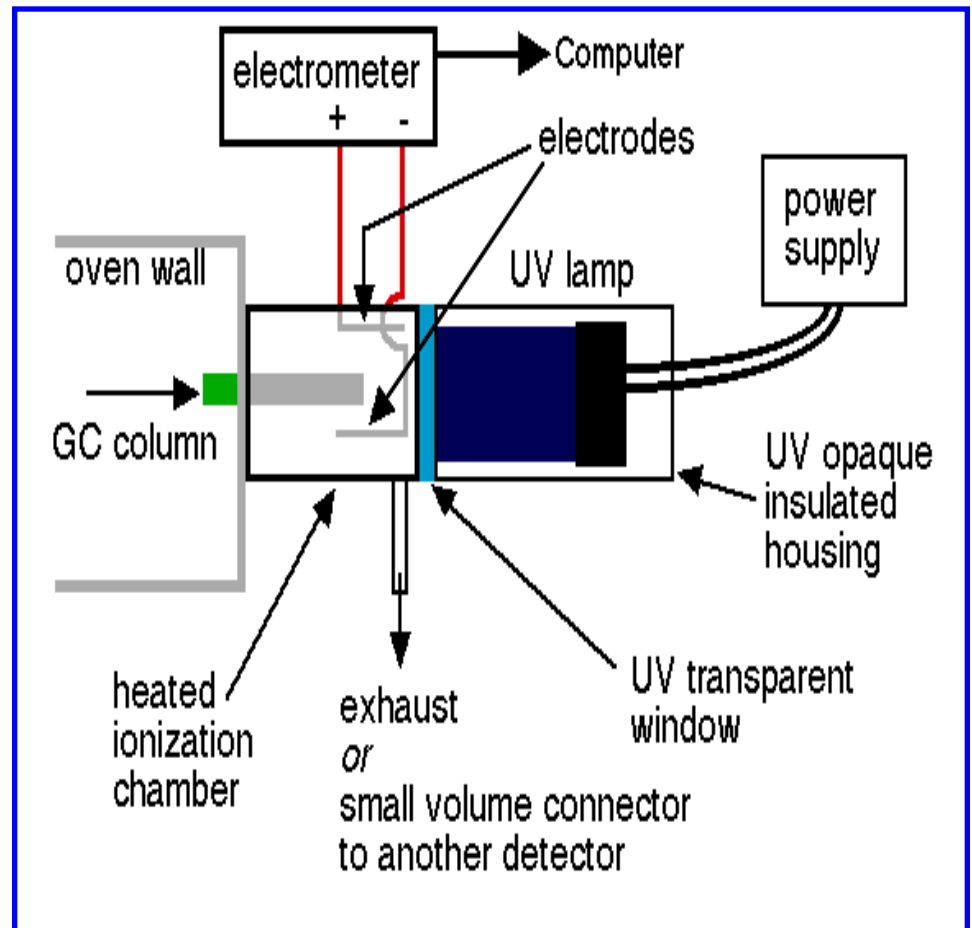 electrometer
+ -
Computer
electrodes
power
supply
oven wall
UV lamp
GC column
UV opaque
insulated
housing
heated
ionization
chamber
exhaust
or
small volume connector
to another detector
UV transparent
window